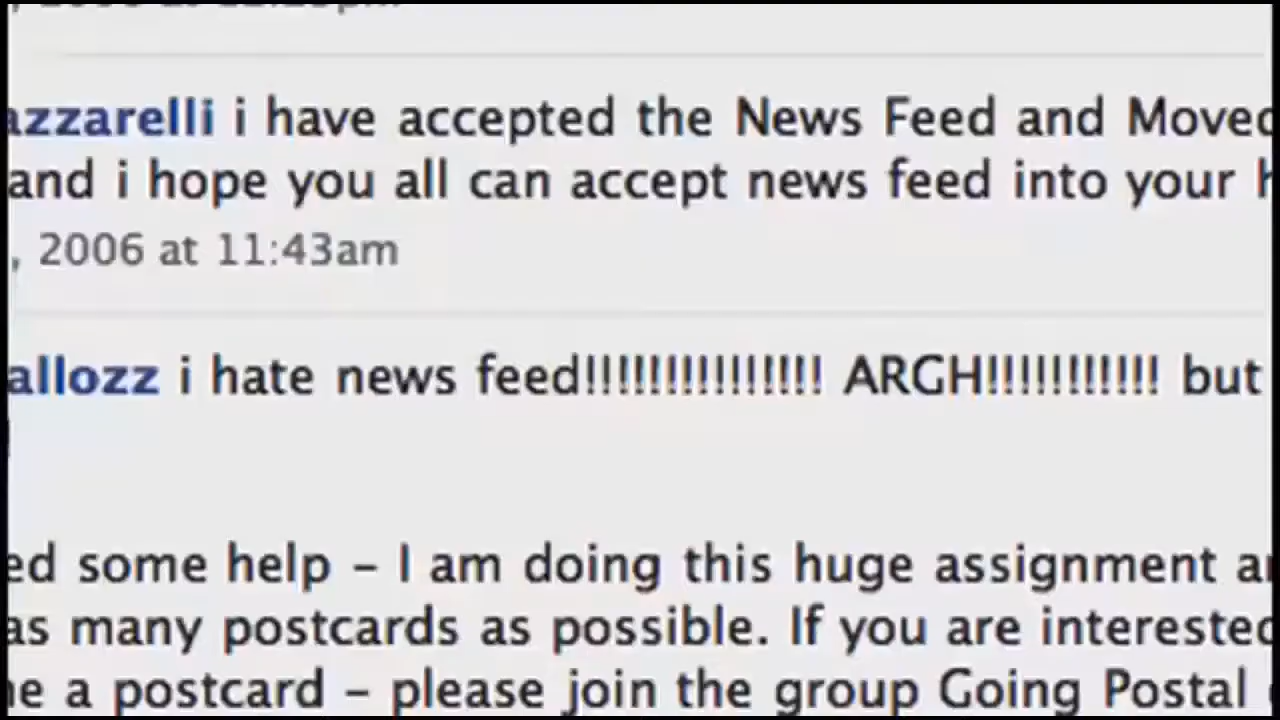 azzarelli i have accepted the News Feed and Moved
and i hope you all can accept news feed into your
, 2006 at 11:43am
allozz i hate news feed!!!!!!!!!!!!!!! ARGH!!!!!!!!!!! but
ed some help – I am doing this huge assignment
as many postcards as possible. If you are interested
a postcard – please join the group Going Postal